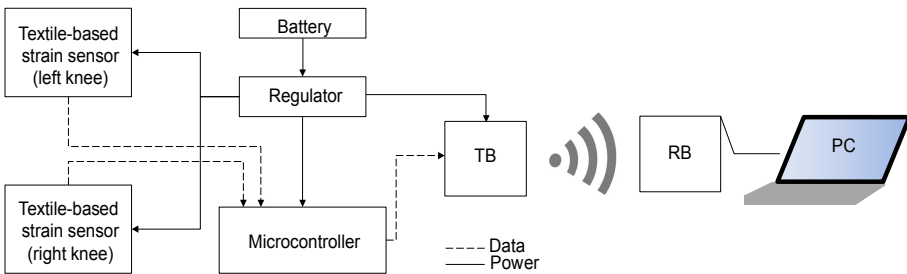 Textile-based
strain sensor
(left knee)
Battery
Regulator
TB
RB
PC
Textile-based
strain sensor
(right knee)
Microcontroller
Data
Power